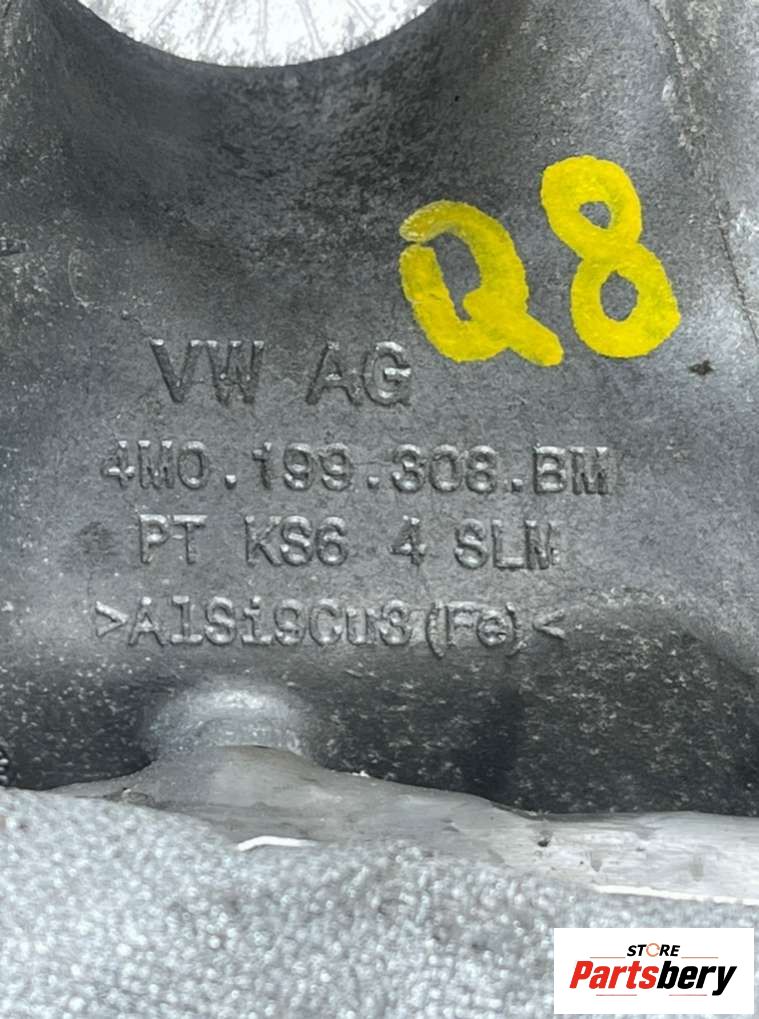 Q8
VW AG
4M0.199.308.BM
PT KS6 4 SLM
>AlSi9Cu3(Fe)<
STORE
Partsbery